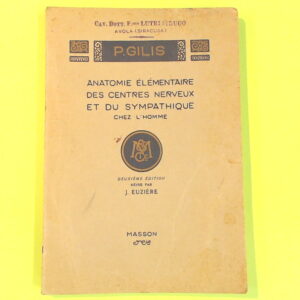 CAV. DOTT. F.
AVOLA (SIRACUSA)
P. GILIS
ANATOMIE ÉLÉMENTAIRE
DES CENTRES NERVEUX
ET DU SYMPATHIQUE
CHEZ L'HOMME
DEUXIÈME ÉDITION
REVUE PAR
J. EUZIÈRE
MASSON